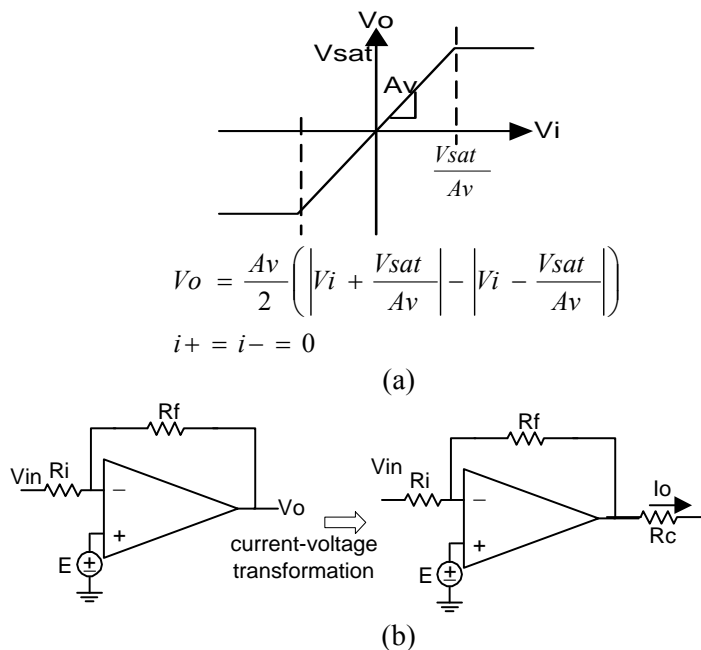 Vo
Vsat
Av
Vi
Vsat
Av
Vo = Av/2 (|Vi + Vsat/Av| - |Vi - Vsat/Av|)
i+ = i- = 0
(a)
Rf
Vin Ri
−
+
E
Vo
current-voltage
transformation
Rf
Vin
Ri
−
+
E
Io
Rc
(b)